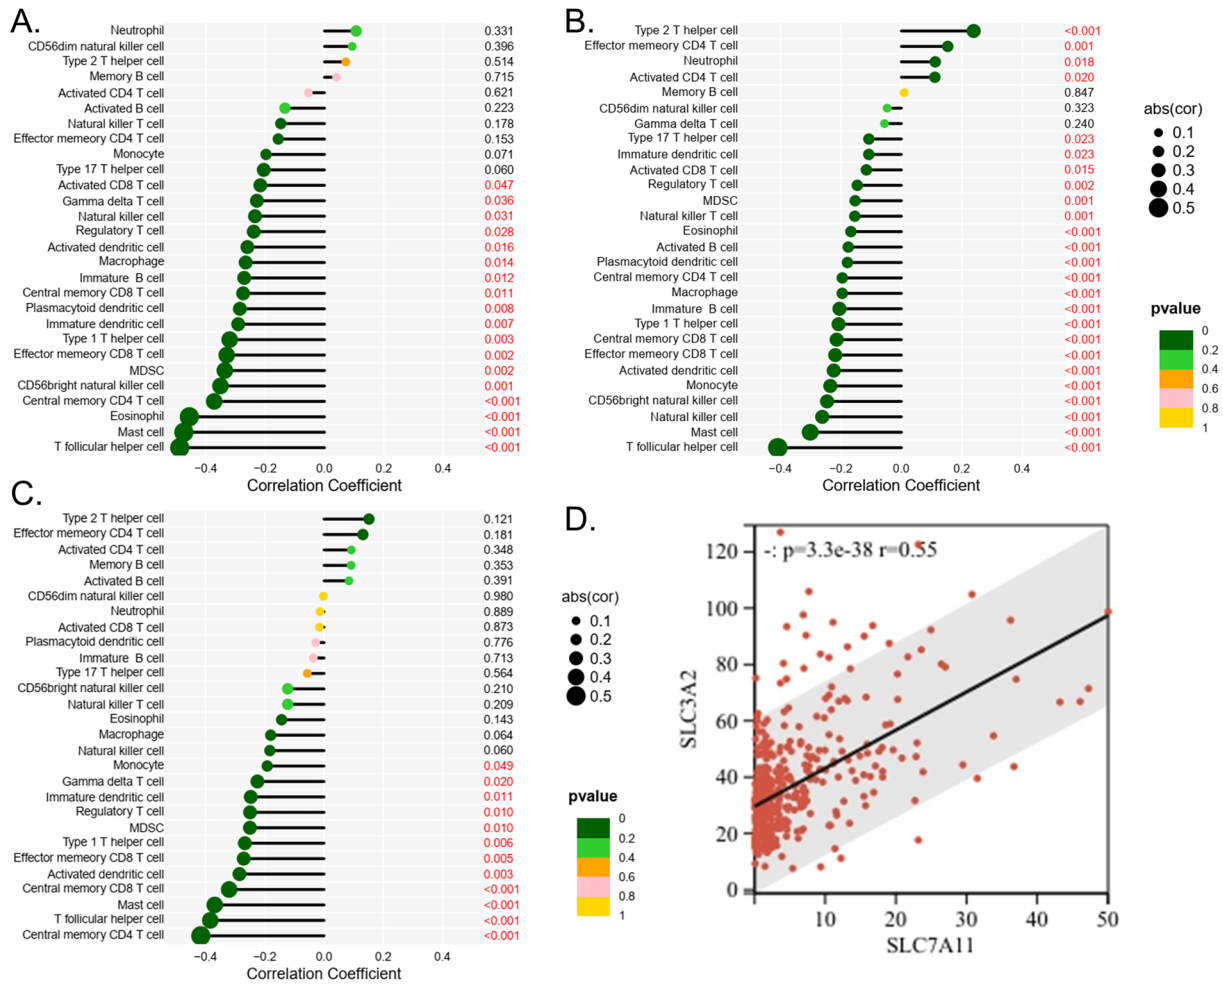 A.
Neutrophil 0.331
CD56dim natural killer cell 0.396
Type 2 T helper cell 0.514
Memory B cell 0.715
Activated CD4 T cell 0.621
Activated B cell 0.223
Natural killer T cell 0.178
Effector memeory CD4 T cell 0.153
Monocyte 0.071
Type 17 T helper cell 0.060
Activated CD8 T cell 0.047
Gamma delta T cell 0.036
Natural killer cell 0.031
Regulatory T cell 0.028
Activated dendritic cell 0.016
Macrophage 0.014
Immature  B cell 0.012
Central memory CD8 T cell 0.011
Plasmacytoid dendritic cell 0.008
Immature dendritic cell 0.007
Type 1 T helper cell 0.003
Effector memeory CD8 T cell 0.002
MDSC 0.002
CD56bright natural killer cell 0.001
Central memory CD4 T cell <0.001
Eosinophil <0.001
Mast cell <0.001
T follicular helper cell <0.001
−0.4 −0.2 0.0 0.2 0.4
Correlation Coefficient
B.
Type 2 T helper cell <0.001
Effector memeory CD4 T cell 0.001
Neutrophil 0.018
Activated CD4 T cell 0.020
Memory B cell 0.847
CD56dim natural killer cell 0.323
Gamma delta T cell 0.240
Type 17 T helper cell 0.023
Immature dendritic cell 0.023
Activated CD8 T cell 0.015
Regulatory T cell 0.002
MDSC 0.001
Natural killer T cell 0.001
Eosinophil <0.001
Activated B cell <0.001
Plasmacytoid dendritic cell <0.001
Central memory CD4 T cell <0.001
Macrophage <0.001
Immature  B cell <0.001
Type 1 T helper cell <0.001
Central memory CD8 T cell <0.001
Effector memeory CD8 T cell <0.001
Activated dendritic cell <0.001
Monocyte <0.001
CD56bright natural killer cell <0.001
Natural killer cell <0.001
Mast cell <0.001
T follicular helper cell <0.001
−0.4 −0.2 0.0 0.2 0.4
Correlation Coefficient
abs(cor)
0.1
0.2
0.3
0.4
0.5
pvalue
0
0.2
0.4
0.6
0.8
1
C.
Type 2 T helper cell 0.121
Effector memeory CD4 T cell 0.181
Activated CD4 T cell 0.348
Memory B cell 0.353
Activated B cell 0.391
CD56dim natural killer cell 0.980
Neutrophil 0.889
Activated CD8 T cell 0.873
Plasmacytoid dendritic cell 0.776
Immature  B cell 0.713
Type 17 T helper cell 0.564
CD56bright natural killer cell 0.210
Natural killer T cell 0.209
Eosinophil 0.143
Macrophage 0.064
Natural killer cell 0.060
Monocyte 0.049
Gamma delta T cell 0.020
Immature dendritic cell 0.011
Regulatory T cell 0.010
MDSC 0.010
Type 1 T helper cell 0.006
Effector memeory CD8 T cell 0.005
Activated dendritic cell 0.003
Central memory CD8 T cell <0.001
Mast cell <0.001
T follicular helper cell <0.001
Central memory CD4 T cell <0.001
−0.4 −0.2 0.0 0.2 0.4
Correlation Coefficient
abs(cor)
0.1
0.2
0.3
0.4
0.5
pvalue
0
0.2
0.4
0.6
0.8
1
D.
-: p=3.3e-38 r=0.55
120
100
80
60
40
20
0
SLC3A2
10 20 30 40 50
SLC7A11